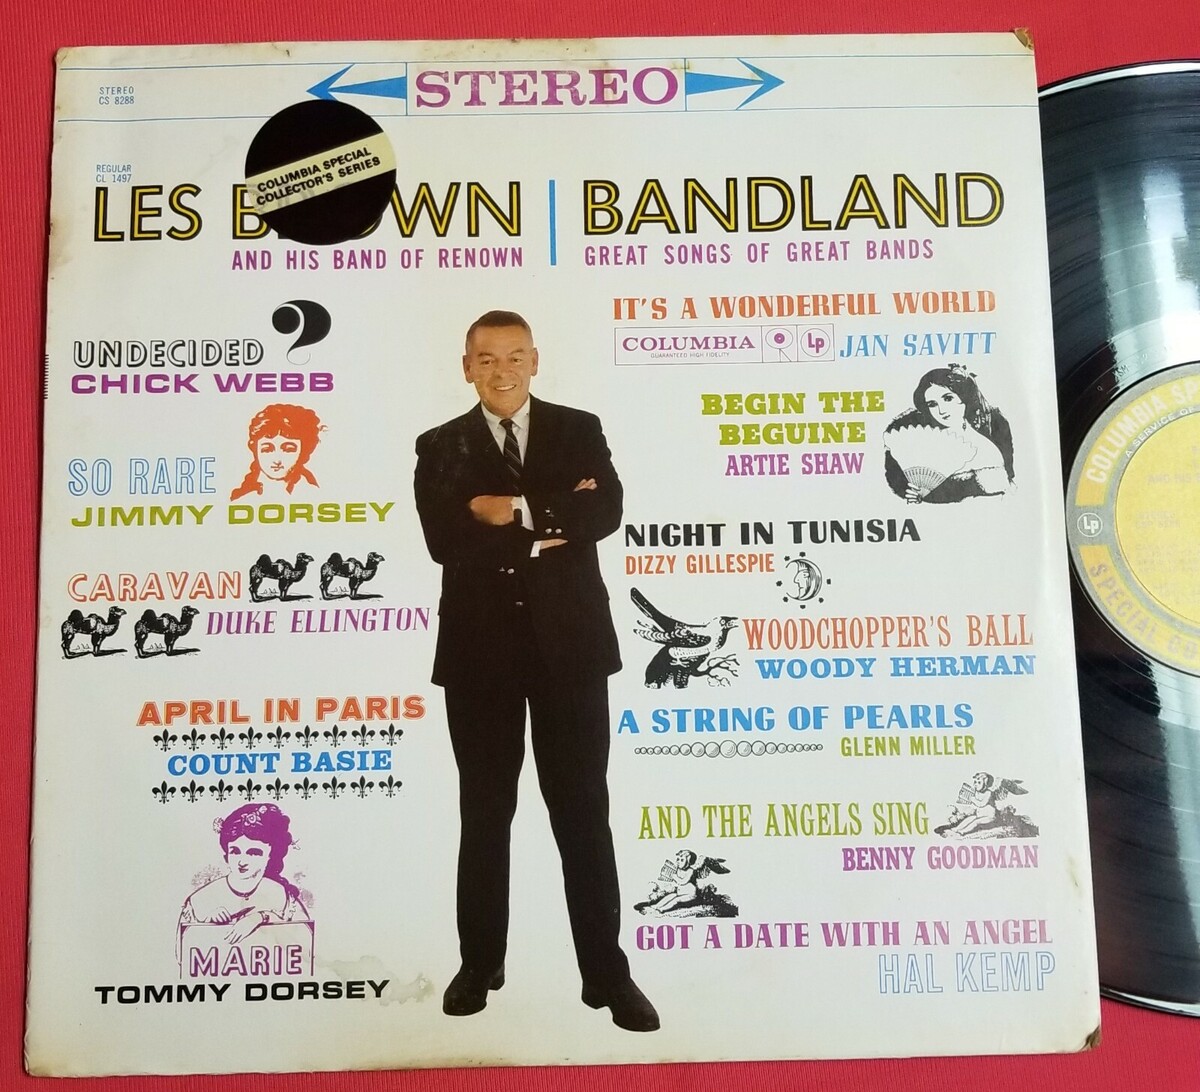 STEREO
STEREO
CS 8288
COLUMBIA SPECIAL
COLLECTOR'S SERIES
REGULAR
CL 1497
LES B OWN
BANDLAND
AND HIS BAND OF RENOWN
GREAT SONGS OF GREAT BANDS
UNDECIDED ?
CHICK WEBB
SO RARE
JIMMY DORSEY
CARAVAN
DUKE ELLINGTON
APRIL IN PARIS
COUNT BASIE
MARIE
TOMMY DORSEY
IT'S A WONDERFUL WORLD
COLUMBIA Lp
GUARANTEED HIGH FIDELITY
JAN SAVITT
BEGIN THE
BEGUINE
ARTIE SHAW
NIGHT IN TUNISIA
DIZZY GILLESPIE
WOODCHOPPER'S BALL
WOODY HERMAN
A STRING OF PEARLS
GLENN MILLER
AND THE ANGELS SING
BENNY GOODMAN
GOT A DATE WITH AN ANGEL
HAL KEMP
COLUMBIA
A SERVICE
Lp
SPECIAL